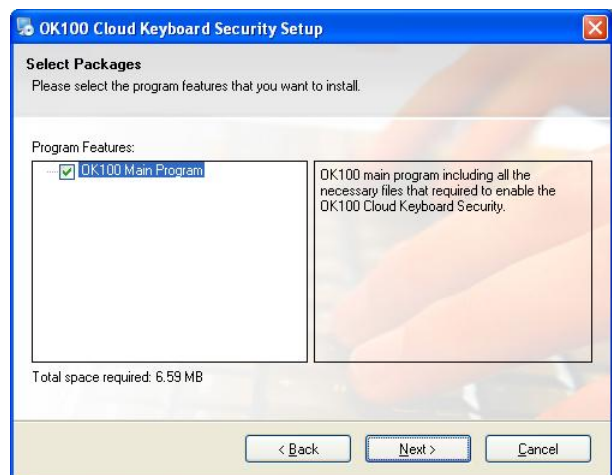 OK100 Cloud Keyboard Security Setup
Select Packages
Please select the program features that you want to install.
Program Features:
OK100 Main Program
OK100 main program including all the
necessary files that required to enable the
OK100 Cloud Keyboard Security.
Total space required: 6.59 MB
< Back
Next >
Cancel